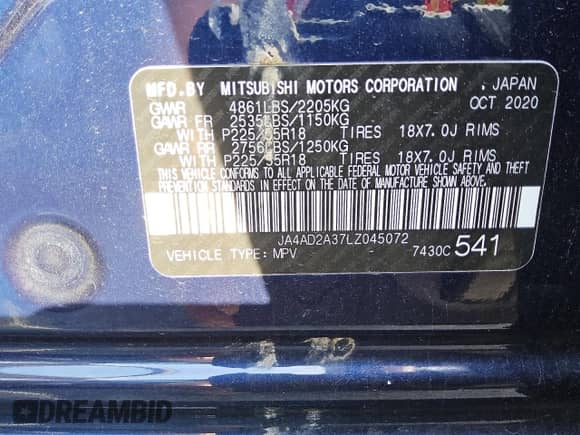 MFD.BY MITSUBISHI MOTORS CORPORATION . JAPAN
GVWR 4861LBS/2205KG OCT 2020
GAWR FR 2535LBS/1150KG
WITH P225/55R18 TIRES 18X7.0J RIMS
GAWR RR 2756LBS/1250KG
WITH P225/55R18 TIRES 18X7.0J RIMS
THIS VEHICLE CONFORMS TO ALL APPLICABLE FEDERAL MOTOR VEHICLE SAFETY AND THEFT
PREVENTION STANDARDS IN EFFECT ON THE DATE OF MANUFACTURE SHOWN ABOVE.
JA4AD2A37LZ045072
VEHICLE TYPE: MPV 7430C 541
DREAMBID